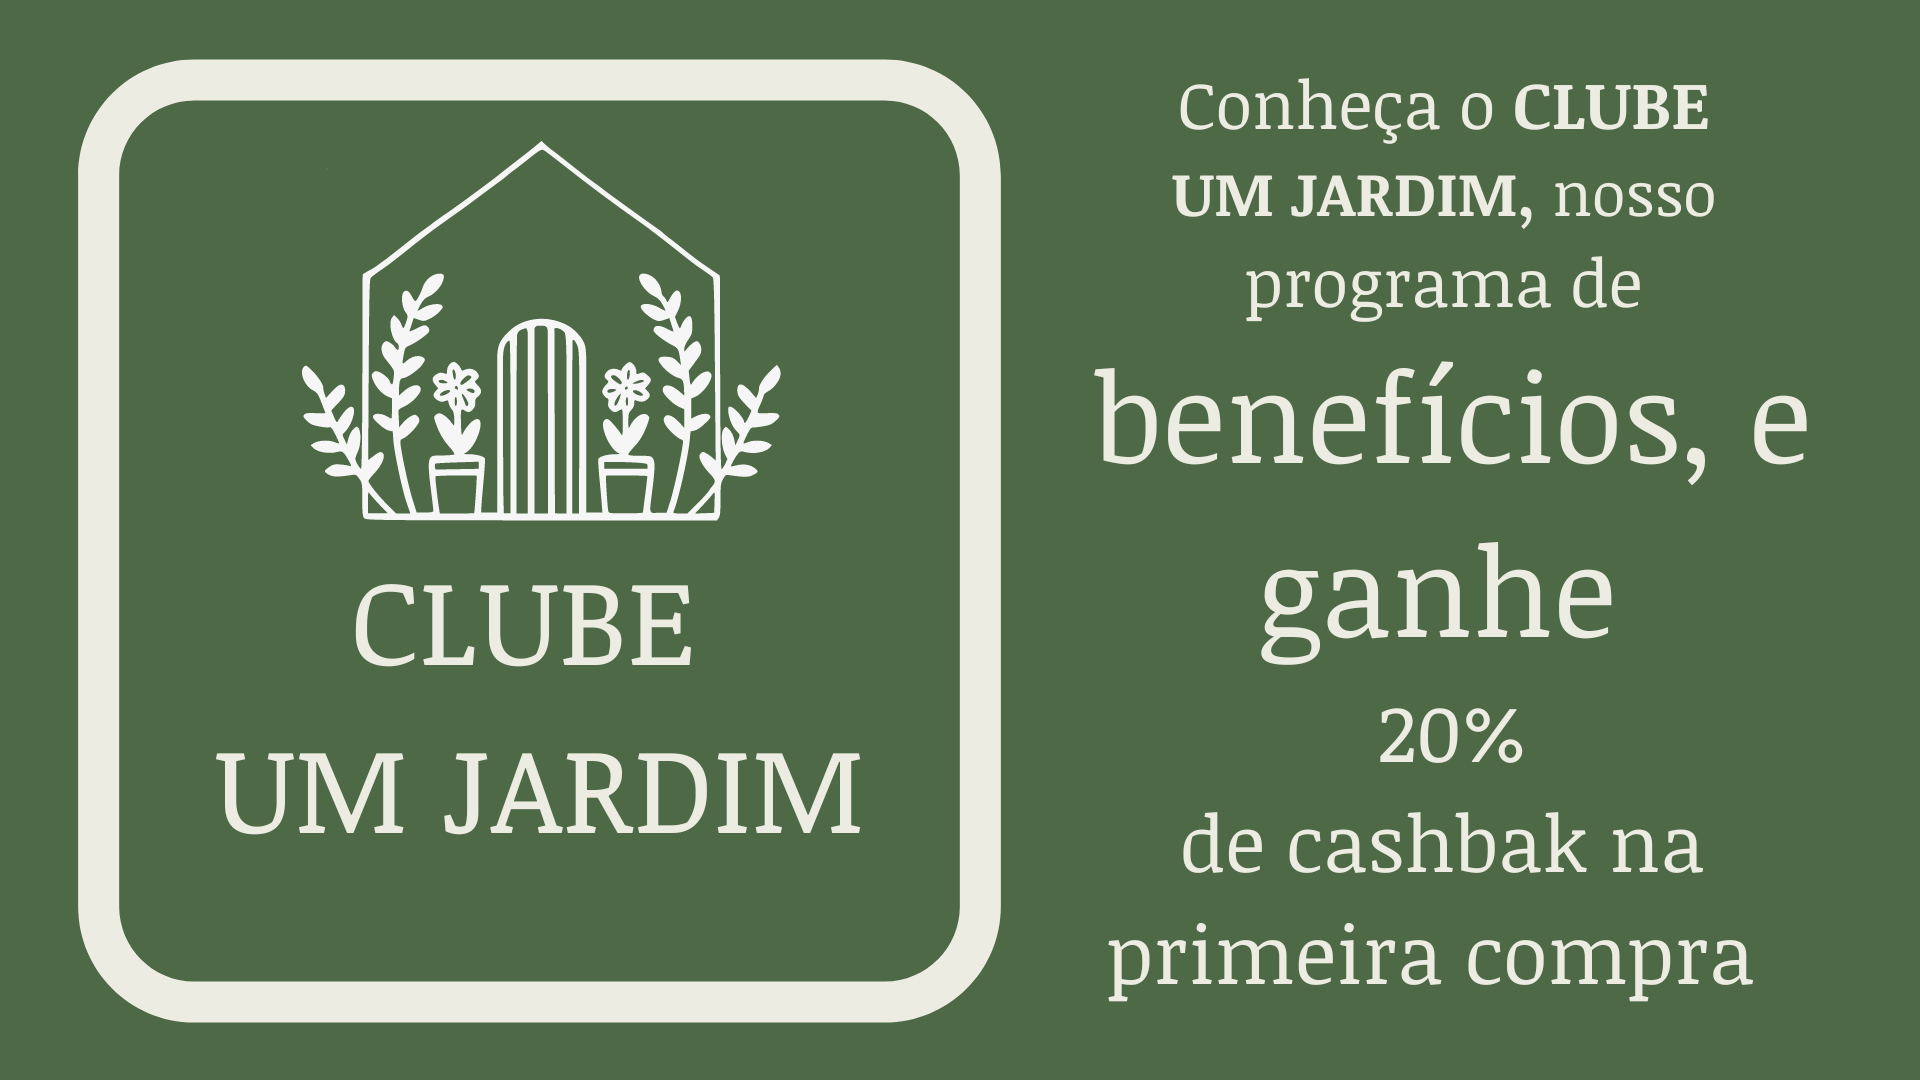 CLUBE
UM JARDIM
Conheça o CLUBE
UM JARDIM, nosso
programa de
benefícios, e
ganhe
20%
de cashbak na
primeira compra